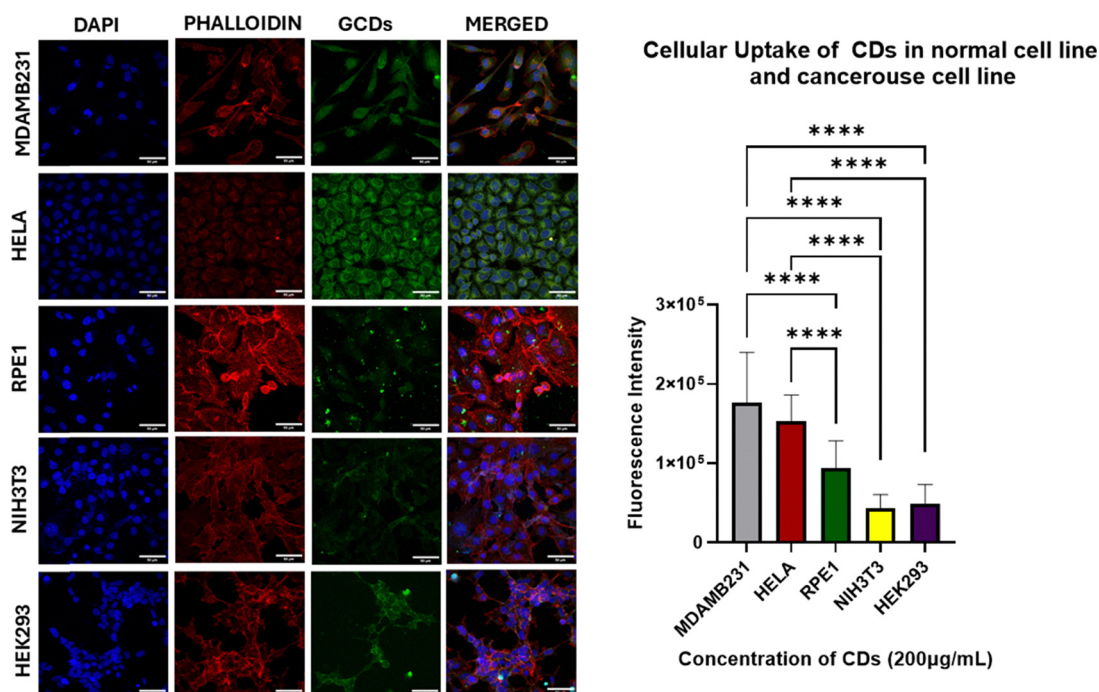 DAPI PHALLOIDIN GCDs MERGED
MDAMB231
HELA
RPE1
NIH3T3
HEK293
Cellular Uptake of CDs in normal cell line
and cancerouse cell line
****
****
****
****
****
****
3×10⁵
2×10⁵
1×10⁵
0
Fluorescence Intensity
MDAMB231
HELA
RPE1
NIH3T3
HEK293
Concentration of CDs (200µg/mL)